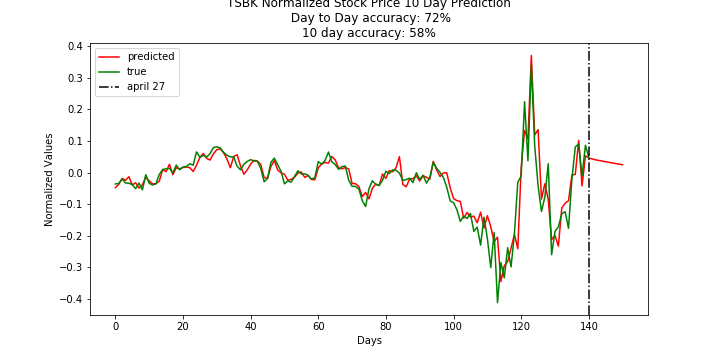 TSBK Normalized Stock Price 10 Day Prediction
Day to Day accuracy: 72%
10 day accuracy: 58%
0.4
0.3
0.2
0.1
0.0
−0.1
−0.2
−0.3
−0.4
Normalized Values
predicted
true
april 27
0 20 40 60 80 100 120 140
Days